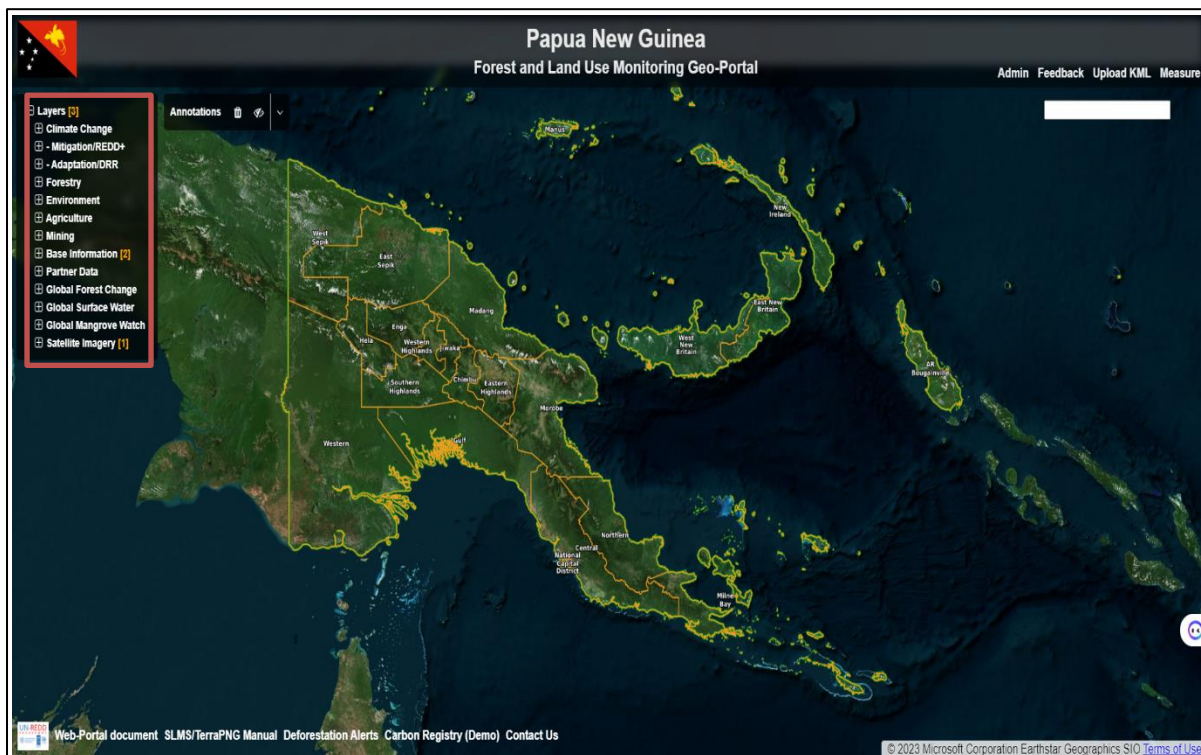 Papua New Guinea
Forest and Land Use Monitoring Geo-Portal
Admin Feedback Upload KML Measure
Layers [3]
Climate Change
- Mitigation/REDD+
- Adaptation/DRR
Forestry
Environment
Agriculture
Mining
Base Information [2]
Partner Data
Global Forest Change
Global Surface Water
Global Mangrove Watch
Satellite Imagery [1]
Annotations
Manus
New
Ireland
West
Sepik
East
Sepik
Madang
East New
Britain
West
New
Britain
Enga
Hela
Western
Highlands
Jiwaka
Chimbu
Eastern
Highlands
Southern
Highlands
Morobe
AR
Bougainville
Western
Gulf
Northern
Central
National
Capital
District
Milne
Bay
UN-REDD
Web-Portal document SLMS/TerraPNG Manual Deforestation Alerts Carbon Registry (Demo) Contact Us
© 2023 Microsoft Corporation Earthstar Geographics SIO Terms of Use